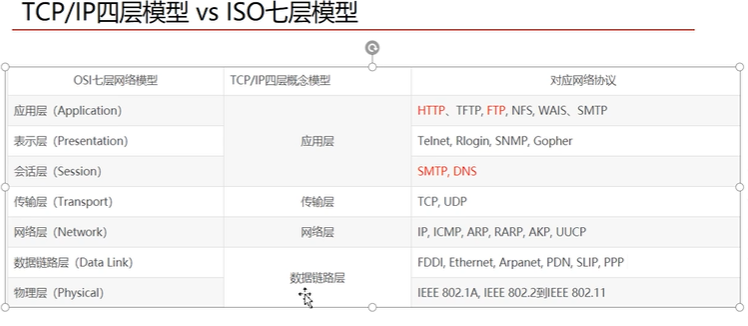 TCP/IP四层模型 vs ISO七层模型
OSI七层网络模型 TCP/IP四层概念模型 对应网络协议
应用层（Application） HTTP、TFTP, FTP, NFS, WAIS、SMTP
表示层（Presentation） 应用层 Telnet, Rlogin, SNMP, Gopher
会话层（Session） SMTP, DNS
传输层（Transport） 传输层 TCP, UDP
网络层（Network） 网络层 IP, ICMP, ARP, RARP, AKP, UUCP
数据链路层（Data Link） FDDI, Ethernet, Arpanet, PDN, SLIP, PPP
数据链路层
物理层（Physical） IEEE 802.1A, IEEE 802.2到IEEE 802.11